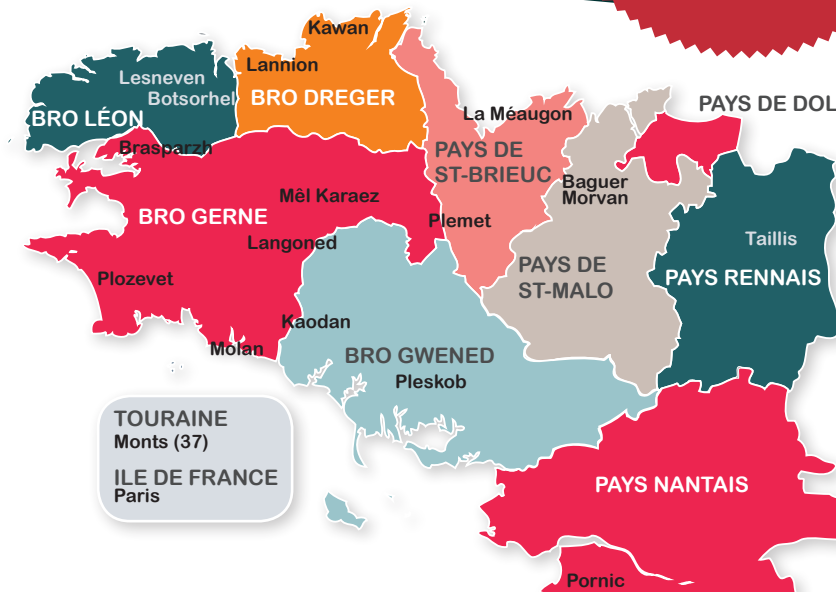 Kawan
Lannion
BRO DREGER
Lesneven
Botsorhel
BRO LÉON
Brasparzh
La Méaugon
PAYS DE DOL
PAYS DE
ST-BRIEUC
Baguer
Morvan
Mêl Karaez
BRO GERNE
Langoned
Plemet
Taillis
PAYS RENNAIS
PAYS DE
ST-MALO
Plozevet
Kaodan
Molan
BRO GWENED
Pleskob
TOURAINE
Monts (37)
ILE DE FRANCE
Paris
PAYS NANTAIS
Pornic